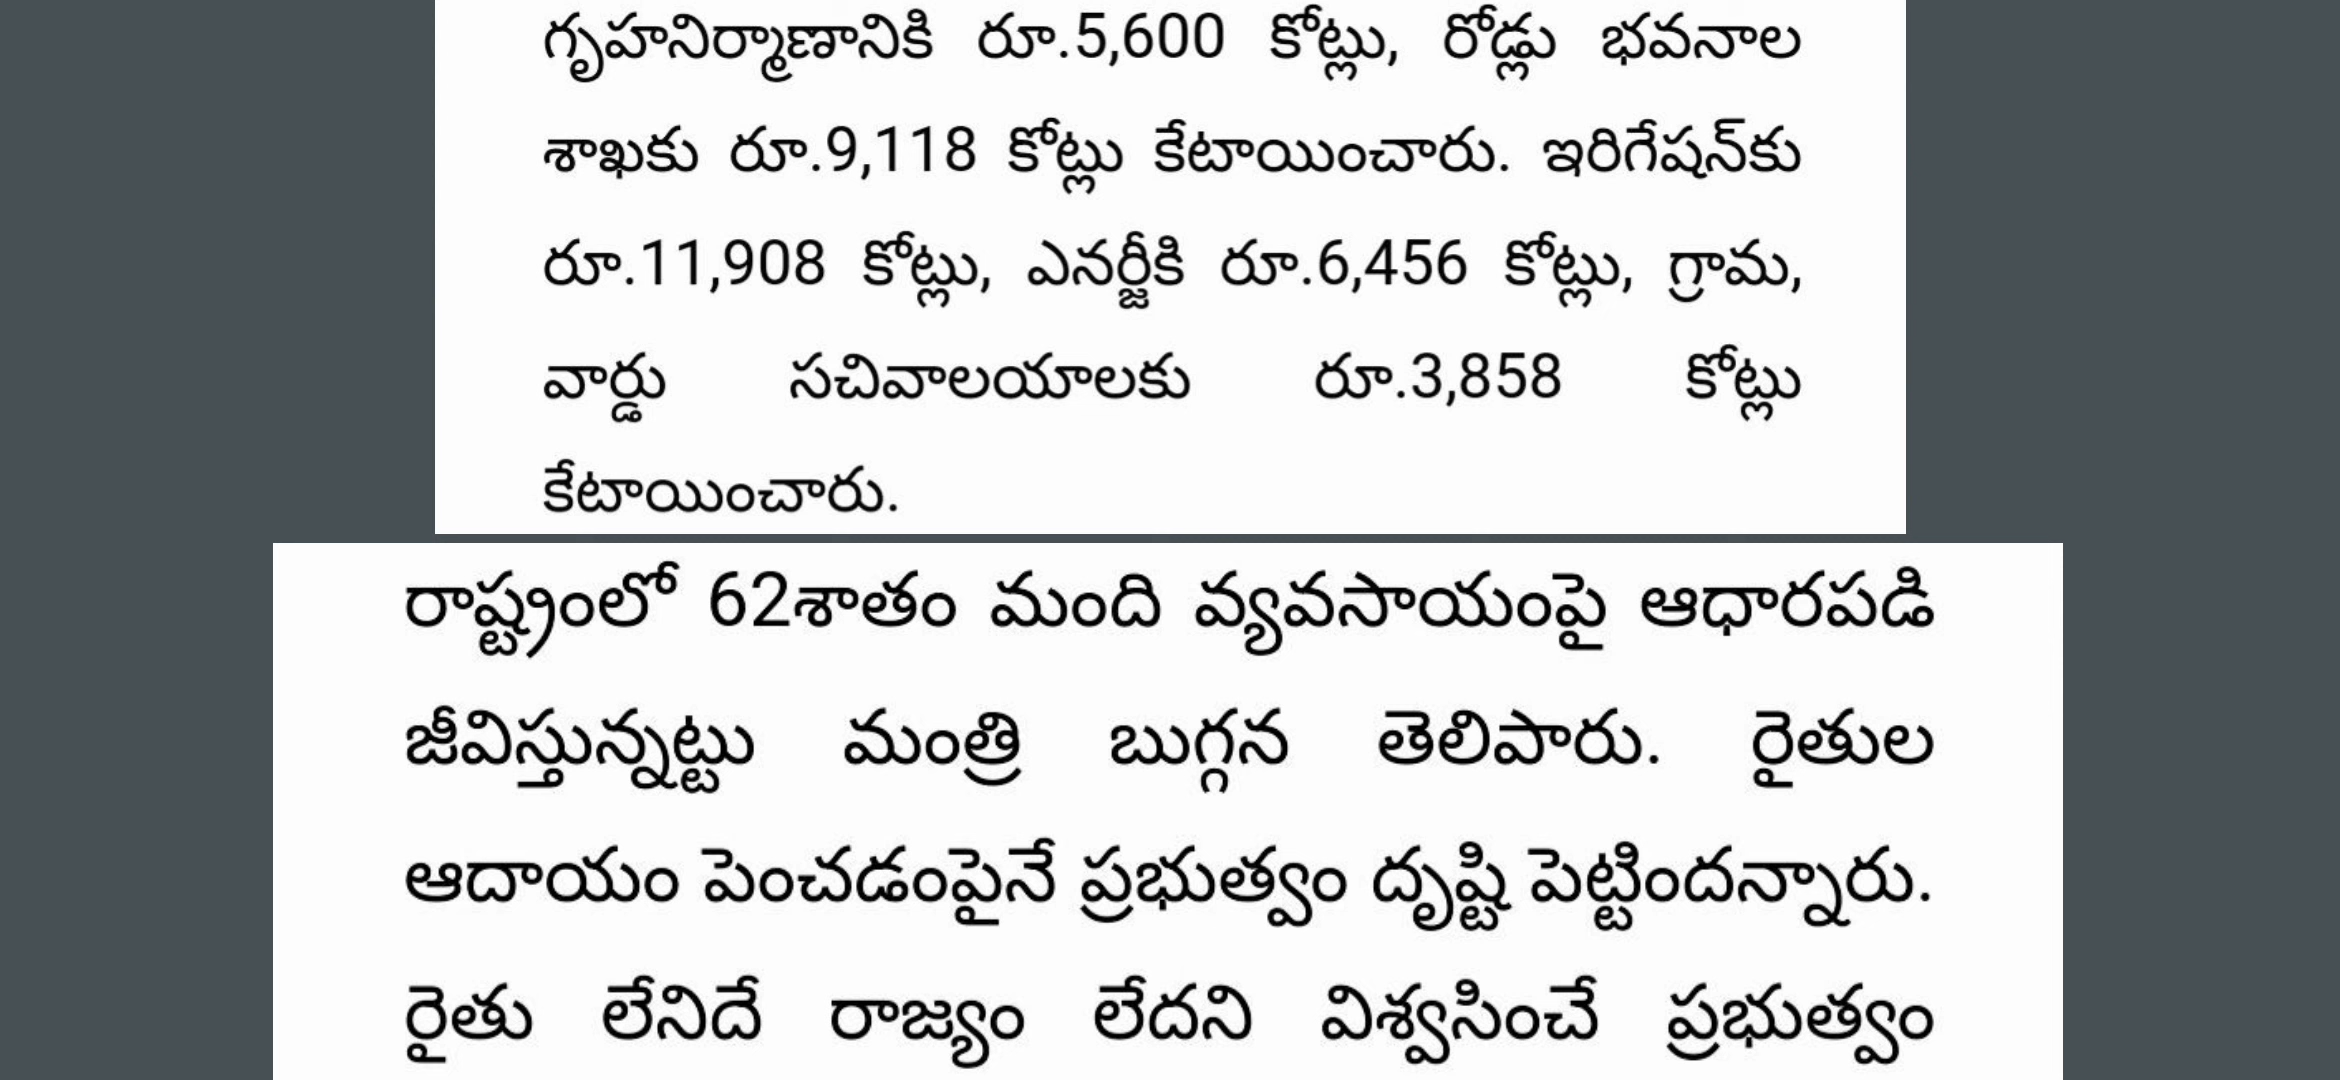 గృహనిర్మాణానికి రూ.5,600 కోట్లు, రోడ్లు భవనాల
శాఖకు రూ.9,118 కోట్లు కేటాయించారు. ఇరిగేషన్‌కు
రూ.11,908 కోట్లు, ఎనర్జీకి రూ.6,456 కోట్లు, గ్రామ,
వార్డు సచివాలయాలకు రూ.3,858 కోట్లు
కేటాయించారు.
రాష్ట్రంలో 62శాతం మంది వ్యవసాయంపై ఆధారపడి
జీవిస్తున్నట్టు మంత్రి బుగ్గన తెలిపారు. రైతుల
ఆదాయం పెంచడంపైనే ప్రభుత్వం దృష్టి పెట్టిందన్నారు.
రైతు లేనిదే రాజ్యం లేదని విశ్వసించే ప్రభుత్వం